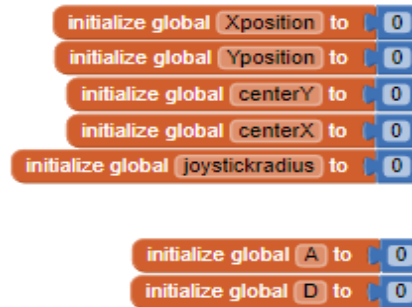 initialize global Xposition to 0
initialize global Yposition to 0
initialize global centerY to 0
initialize global centerX to 0
initialize global joystickradius to 0
initialize global A to 0
initialize global D to 0